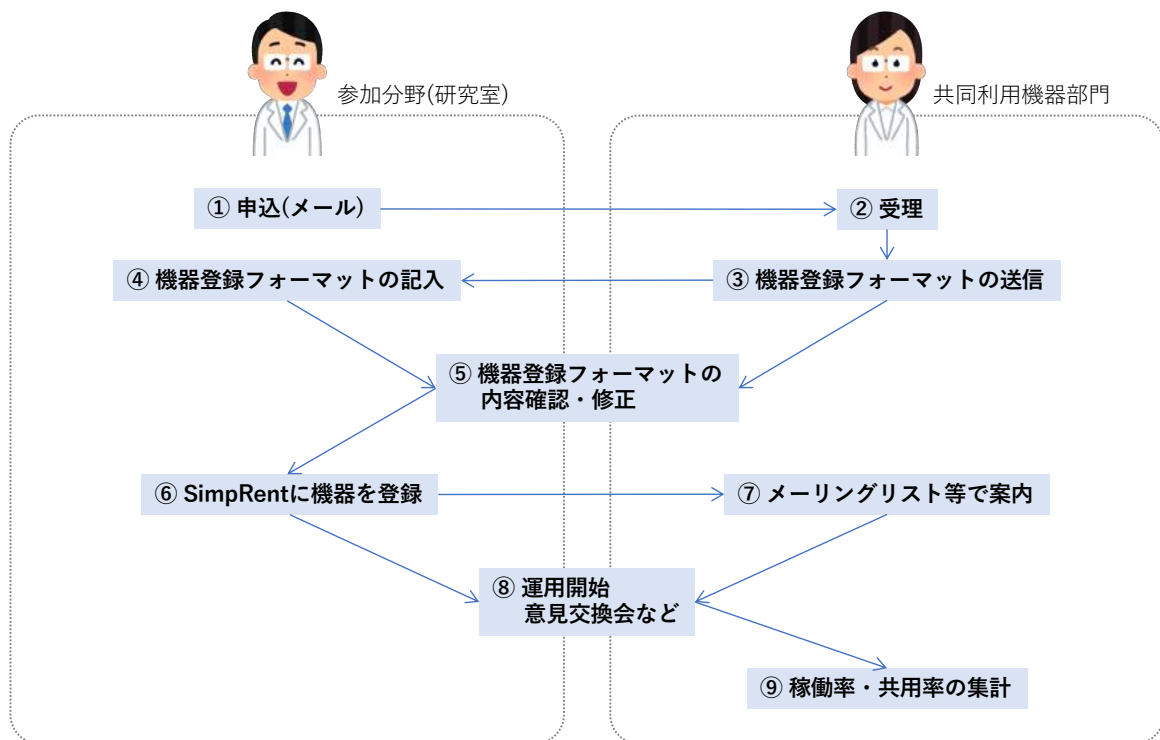 参加分野(研究室)
共同利用機器部門
① 申込(メール)
② 受理
④ 機器登録フォーマットの記入
③ 機器登録フォーマットの送信
⑤ 機器登録フォーマットの
内容確認・修正
⑥ SimpRentに機器を登録
⑦ メーリングリスト等で案内
⑧ 運用開始
意見交換会など
⑨ 稼働率・共用率の集計